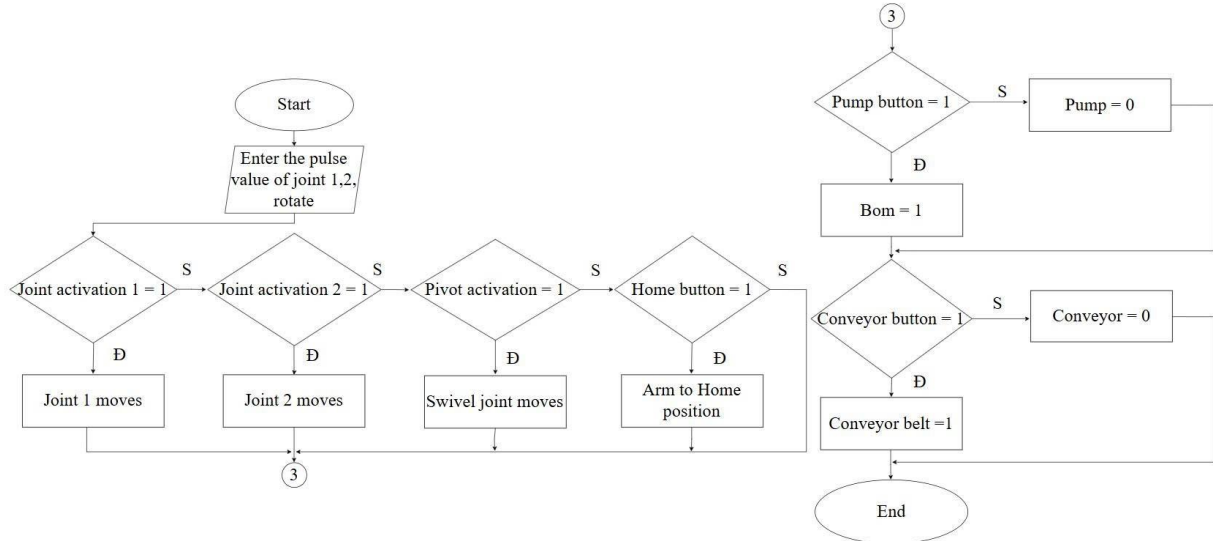 Start
Enter the pulse
value of joint 1,2,
rotate
Joint activation 1 = 1
S
Joint activation 2 = 1
S
Pivot activation = 1
S
Home button = 1
S
Đ
Đ
Đ
Đ
Joint 1 moves
Joint 2 moves
Swivel joint moves
Arm to Home
position
3
3
Pump button = 1
S
Pump = 0
Đ
Bom = 1
Conveyor button = 1
S
Conveyor = 0
Đ
Conveyor belt =1
End